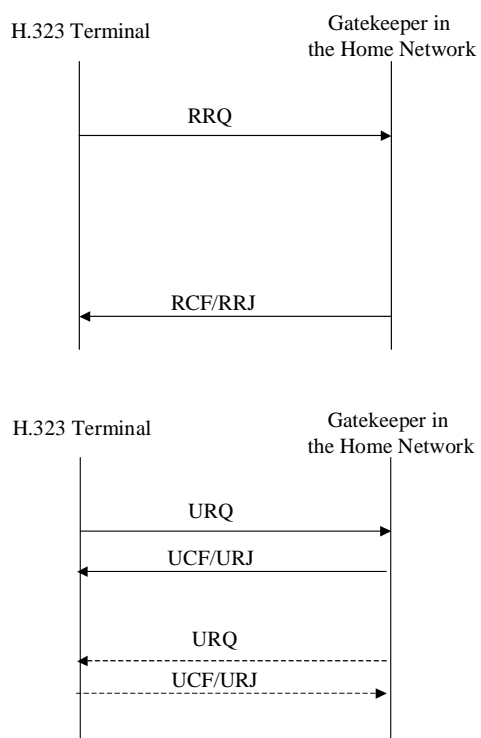 H.323 Terminal
Gatekeeper in
the Home Network
RRQ
RCF/RRJ
H.323 Terminal
Gatekeeper in
the Home Network
URQ
UCF/URJ
URQ
UCF/URJ